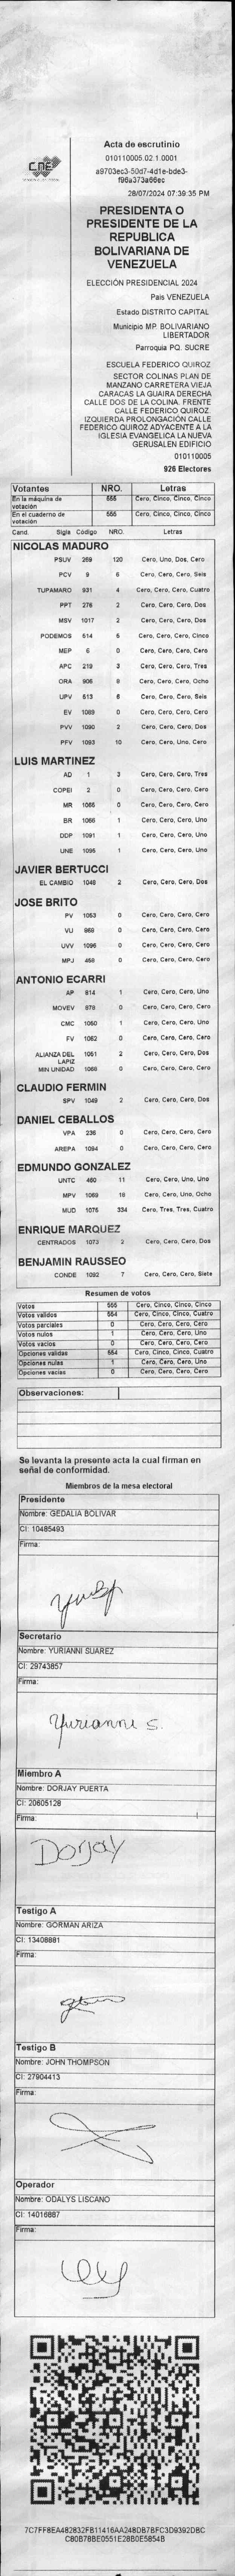 CNE
Acta de escrutinio
010110005.02.1.0001
a9703ec3-50d7-4d1e-bde3-
f96a373a66ec
28/07/2024 07:39:35 PM
PRESIDENTA O
PRESIDENTE DE LA
REPUBLICA
BOLIVARIANA DE
VENEZUELA
ELECCIÓN PRESIDENCIAL 2024
Pais VENEZUELA
Estado DISTRITO CAPITAL
Municipio MP. BOLIVARIANO
LIBERTADOR
Parroquia PQ. SUCRE
ESCUELA FEDERICO QUIROZ
SECTOR COLINAS PLAN DE
MANZANO CARRETERA VIEJA
CARACAS LA GUAIRA DERECHA
CALLE DOS DE LA COLINA. FRENTE
CALLE FEDERICO QUIROZ.
IZQUIERDA PROLONGACIÓN CALLE
FEDERICO QUIROZ ADYACENTE A LA
IGLESIA EVANGELICA LA NUEVA
GERUSALEN EDIFICIO
010110005
926 Electores
Votantes NRO. Letras
En la máquina de votación 555 Cero, Cinco, Cinco, Cinco
En el cuaderno de votación 555 Cero, Cinco, Cinco, Cinco
Cand. Sigla Código NRO. Letras
NICOLAS MADURO
PSUV 259 120 Cero, Uno, Dos, Cero
PCV 9 6 Cero, Cero, Cero, Seis
TUPAMARO 931 4 Cero, Cero, Cero, Cuatro
PPT 276 2 Cero, Cero, Cero, Dos
MSV 1017 2 Cero, Cero, Cero, Dos
PODEMOS 514 5 Cero, Cero, Cero, Cinco
MEP 6 0 Cero, Cero, Cero, Cero
APC 219 3 Cero, Cero, Cero, Tres
ORA 906 8 Cero, Cero, Cero, Ocho
UPV 513 6 Cero, Cero, Cero, Seis
EV 1089 0 Cero, Cero, Cero, Cero
PVV 1090 2 Cero, Cero, Cero, Dos
PFV 1093 10 Cero, Cero, Uno, Cero
LUIS MARTINEZ
AD 1 3 Cero, Cero, Cero, Tres
COPEI 2 0 Cero, Cero, Cero, Cero
MR 1065 0 Cero, Cero, Cero, Cero
BR 1066 1 Cero, Cero, Cero, Uno
DDP 1091 1 Cero, Cero, Cero, Uno
UNE 1095 1 Cero, Cero, Cero, Uno
JAVIER BERTUCCI
EL CAMBIO 1048 2 Cero, Cero, Cero, Dos
JOSE BRITO
PV 1053 0 Cero, Cero, Cero, Cero
VU 869 0 Cero, Cero, Cero, Cero
UVV 1096 0 Cero, Cero, Cero, Cero
MPJ 458 0 Cero, Cero, Cero, Cero
ANTONIO ECARRI
AP 814 1 Cero, Cero, Cero, Uno
MOVEV 878 0 Cero, Cero, Cero, Cero
CMC 1050 1 Cero, Cero, Cero, Uno
FV 1062 0 Cero, Cero, Cero, Cero
ALIANZA DEL LAPIZ 1051 2 Cero, Cero, Cero, Dos
MIN UNIDAD 1068 0 Cero, Cero, Cero, Cero
CLAUDIO FERMIN
SPV 1049 2 Cero, Cero, Cero, Dos
DANIEL CEBALLOS
VPA 236 0 Cero, Cero, Cero, Cero
AREPA 1094 0 Cero, Cero, Cero, Cero
EDMUNDO GONZALEZ
UNTC 460 11 Cero, Cero, Uno, Uno
MPV 1069 18 Cero, Cero, Uno, Ocho
MUD 1075 334 Cero, Tres, Tres, Cuatro
ENRIQUE MARQUEZ
CENTRADOS 1073 2 Cero, Cero, Cero, Dos
BENJAMIN RAUSSEO
CONDE 1092 7 Cero, Cero, Cero, Siete
Resumen de votos
Votos 555 Cero, Cinco, Cinco, Cinco
Votos validos 554 Cero, Cinco, Cinco, Cuatro
Votos parciales 0 Cero, Cero, Cero, Cero
Votos nulos 1 Cero, Cero, Cero, Uno
Votos vacios 0 Cero, Cero, Cero, Cero
Opciones validas 554 Cero, Cinco, Cinco, Cuatro
Opciones nulas 1 Cero, Cero, Cero, Uno
Opciones vacias 0 Cero, Cero, Cero, Cero
Observaciones:
Se levanta la presente acta la cual firman en
señal de conformidad.
Miembros de la mesa electoral
Presidente
Nombre: GEDALIA BOLIVAR
CI: 10485493
Firma:
Secretario
Nombre: YURIANNI SUAREZ
CI: 29743857
Firma:
Yurianni S.
Miembro A
Nombre: DORJAY PUERTA
CI: 20605128
Firma:
Dorjay
Testigo A
Nombre: GORMAN ARIZA
CI: 13408881
Firma:
Testigo B
Nombre: JOHN THOMPSON
CI: 27904413
Firma:
Operador
Nombre: ODALYS LISCANO
CI: 14016887
Firma:
7C7FF8EA482832FB11416AA248DB7BFC3D9392DBC
C80B78BE0551E28B0E5854B